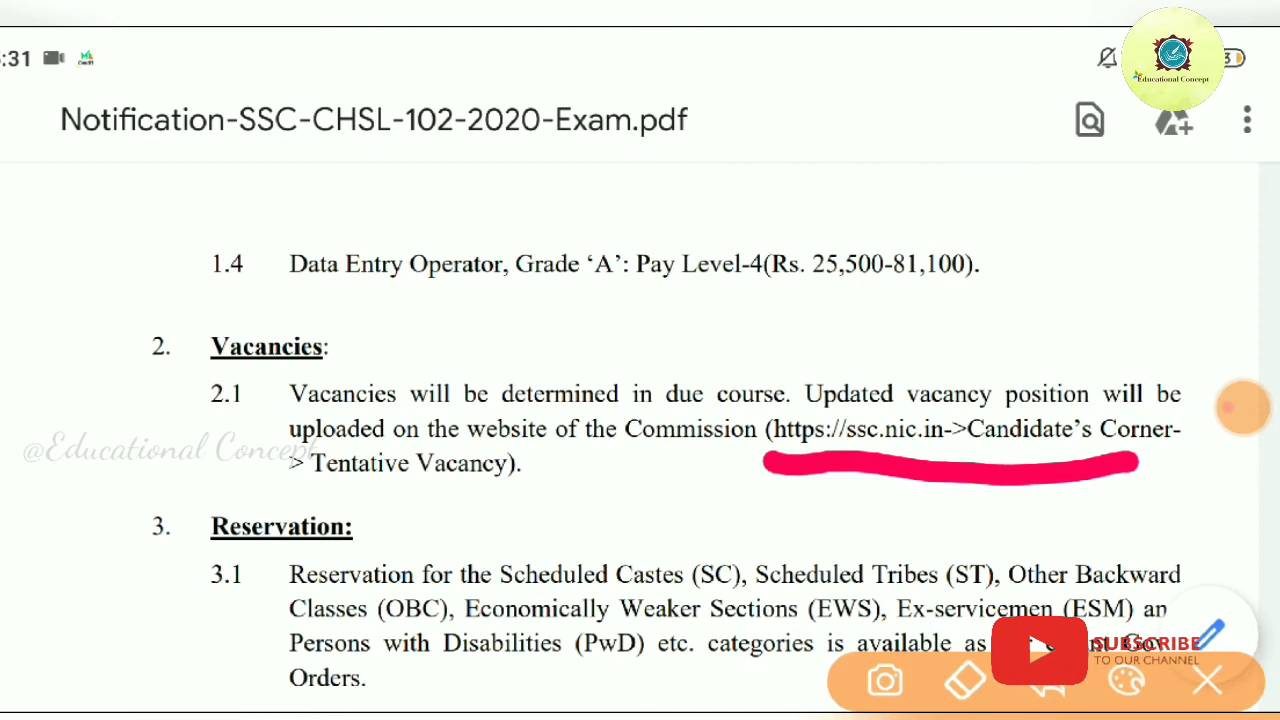 :31
3
Educational Concept
Notification-SSC-CHSL-102-2020-Exam.pdf
1.4 Data Entry Operator, Grade ‘A’: Pay Level-4(Rs. 25,500-81,100).
2. Vacancies:
2.1 Vacancies will be determined in due course. Updated vacancy position will be
uploaded on the website of the Commission (https://ssc.nic.in->Candidate’s Corner-
> Tentative Vacancy).
@Educational Concept
3. Reservation:
3.1 Reservation for the Scheduled Castes (SC), Scheduled Tribes (ST), Other Backward
Classes (OBC), Economically Weaker Sections (EWS), Ex-servicemen (ESM) an
Persons with Disabilities (PwD) etc. categories is available as
Orders.
SUBSCRIBE
TO OUR CHANNEL